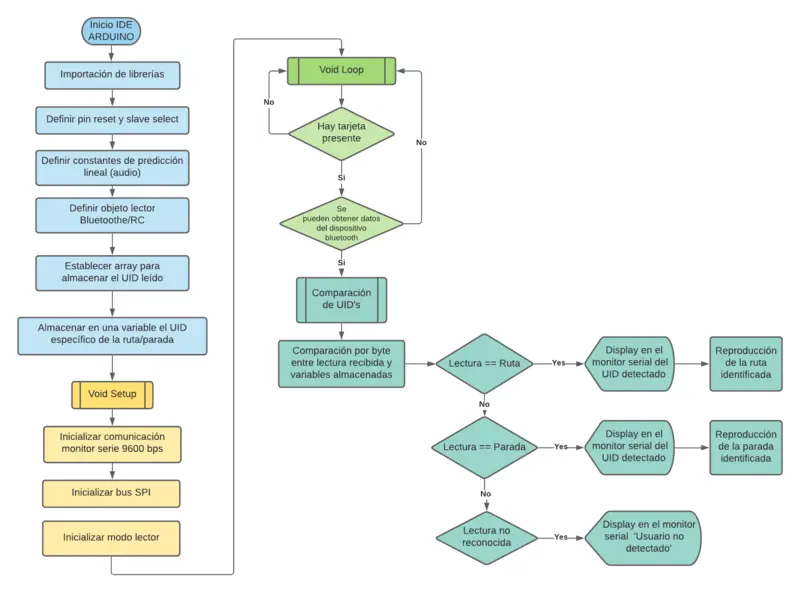 Inicio IDE
ARDUINO
Importación de librerías
Definir pin reset y slave select
Definir constantes de predicción
lineal (audio)
Definir objeto lector
Bluetoothe/RC
Establecer array para
almacenar el UID leído
Almacenar en una variable el UID
específico de la ruta/parada
Void Setup
Inicializar comunicación
monitor serie 9600 bps
Inicializar bus SPI
Inicializar modo lector
Void Loop
No
Hay tarjeta
presente
No
Si
Se
pueden obtener datos
del dispositivo
bluetooth
Si
Comparación
de UID's
Comparación por byte
entre lectura recibida y
variables almacenadas
Lectura == Ruta
Yes
Display en el
monitor serial del
UID detectado
Reproducción
de la ruta
identificada
No
Lectura == Parada
Yes
Display en el
monitor serial del
UID detectado
Reproducción
de la parada
identificada
No
Lectura no
reconocida
Yes
Display en el monitor
serial 'Usuario no
detectado'